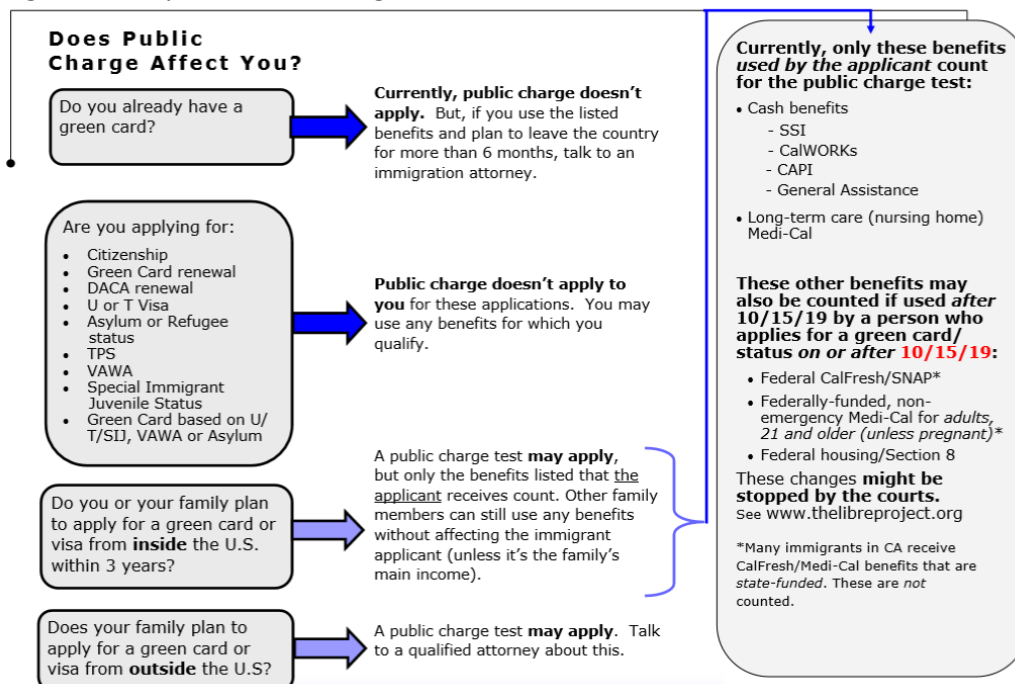 Does Public
Charge Affect You?
Do you already have a
green card?
Currently, public charge doesn't
apply. But, if you use the listed
benefits and plan to leave the country
for more than 6 months, talk to an
immigration attorney.
Are you applying for:
• Citizenship
• Green Card renewal
• DACA renewal
• U or T Visa
• Asylum or Refugee
status
• TPS
• VAWA
• Special Immigrant
Juvenile Status
• Green Card based on U/
T/SIJ, VAWA or Asylum
Public charge doesn't apply to
you for these applications. You may
use any benefits for which you
qualify.
Do you or your family plan
to apply for a green card or
visa from inside the U.S.
within 3 years?
A public charge test may apply,
but only the benefits listed that the
applicant receives count. Other family
members can still use any benefits
without affecting the immigrant
applicant (unless it's the family's
main income).
Does your family plan to
apply for a green card or
visa from outside the U.S?
A public charge test may apply. Talk
to a qualified attorney about this.
Currently, only these benefits
used by the applicant count
for the public charge test:
• Cash benefits
- SSI
- CalWORKs
- CAPI
- General Assistance
• Long-term care (nursing home)
Medi-Cal
These other benefits may
also be counted if used after
10/15/19 by a person who
applies for a green card/
status on or after 10/15/19:
• Federal CalFresh/SNAP*
• Federally-funded, non-
emergency Medi-Cal for adults,
21 and older (unless pregnant)*
• Federal housing/Section 8
These changes might be
stopped by the courts.
See www.thelibreproject.org
*Many immigrants in CA receive
CalFresh/Medi-Cal benefits that are
state-funded. These are not
counted.